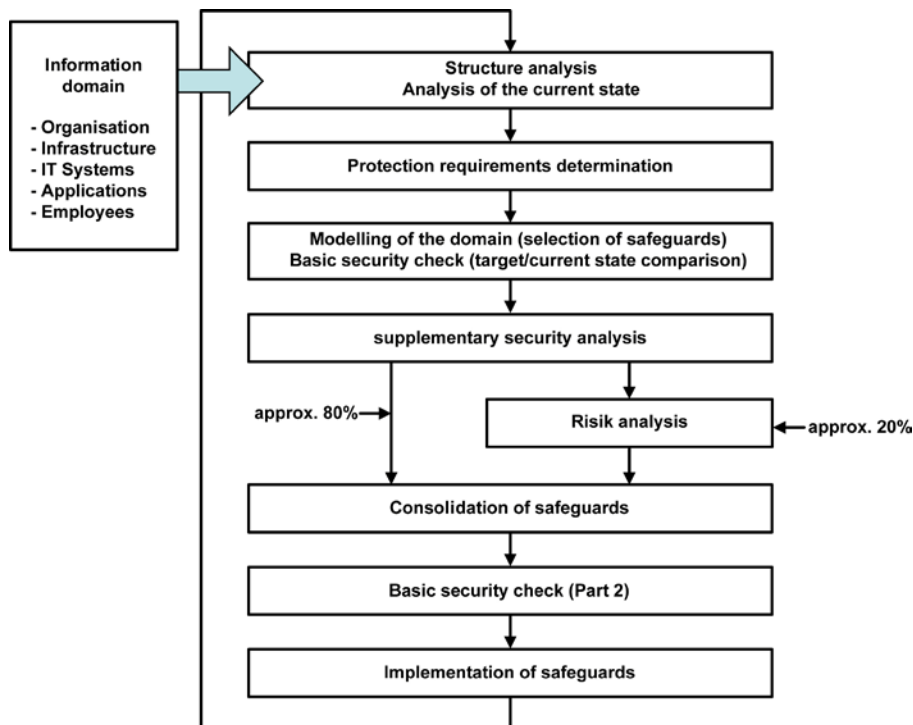 Information
domain
- Organisation
- Infrastructure
- IT Systems
- Applications
- Employees
Structure analysis
Analysis of the current state
Protection requirements determination
Modelling of the domain (selection of safeguards)
Basic security check (target/current state comparison)
supplementary security analysis
approx. 80%
Risik analysis
approx. 20%
Consolidation of safeguards
Basic security check (Part 2)
Implementation of safeguards